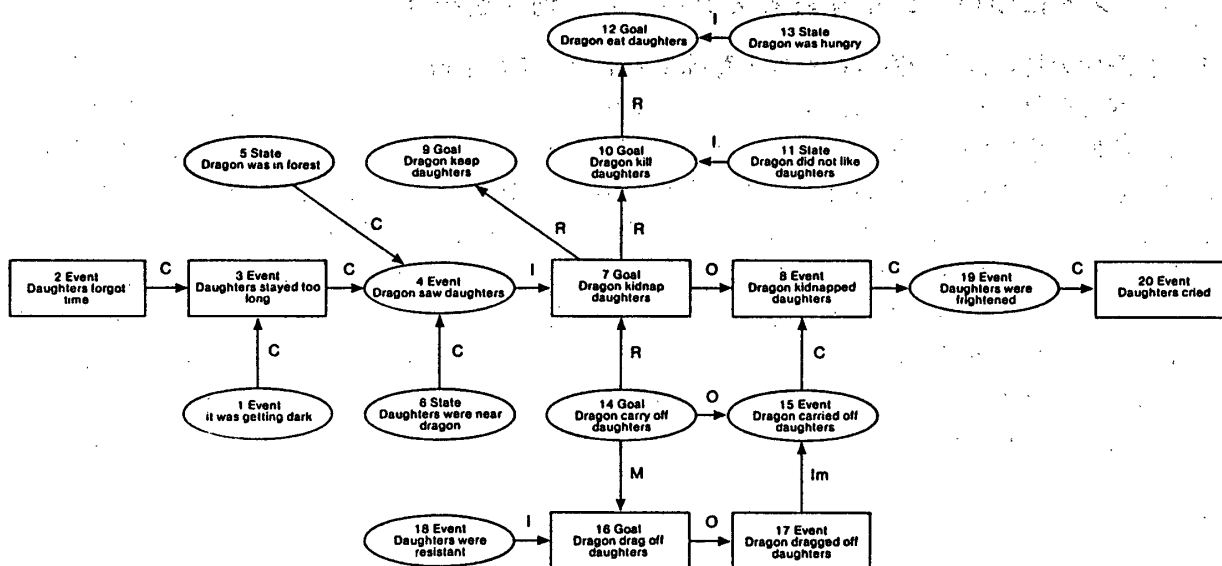 12 Goal
Dragon eat daughters
I
13 State
Dragon was hungry
R
5 State
Dragon was in forest
9 Goal
Dragon keep
daughters
10 Goal
Dragon kill
daughters
I
11 State
Dragon did not like
daughters
C
R
R
2 Event
Daughters forgot
time
C
3 Event
Daughters stayed too
long
C
4 Event
Dragon saw daughters
I
7 Goal
Dragon kidnap
daughters
O
8 Event
Dragon kidnapped
daughters
C
19 Event
Daughters were
frightened
C
20 Event
Daughters cried
C
C
R
C
1 Event
it was getting dark
6 State
Daughters were near
dragon
14 Goal
Dragon carry off
daughters
O
15 Event
Dragon carried off
daughters
M
Im
18 Event
Daughters were
resistant
I
16 Goal
Dragon drag off
daughters
O
17 Event
Dragon dragged off
daughters